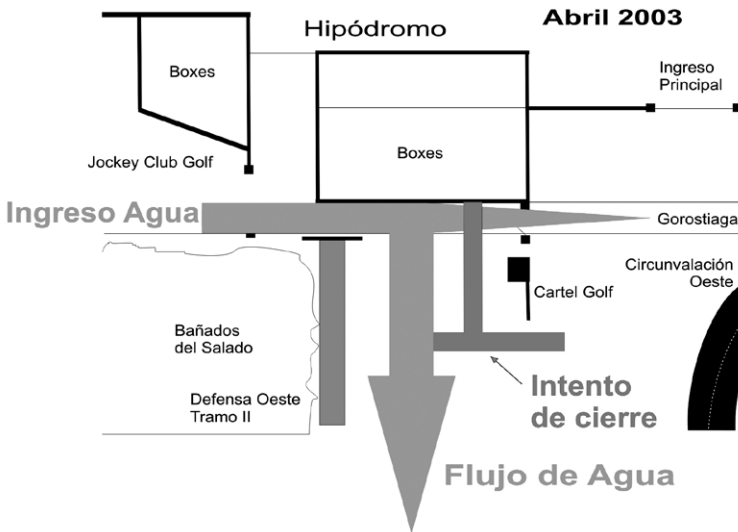 Abril 2003
Hipódromo
Boxes
Ingreso
Principal
Boxes
Jockey Club Golf
Ingreso Agua
Gorostiaga
Circunvalación
Oeste
Cartel Golf
Bañados
del Salado
Defensa Oeste
Tramo II
Intento
de cierre
Flujo de Agua